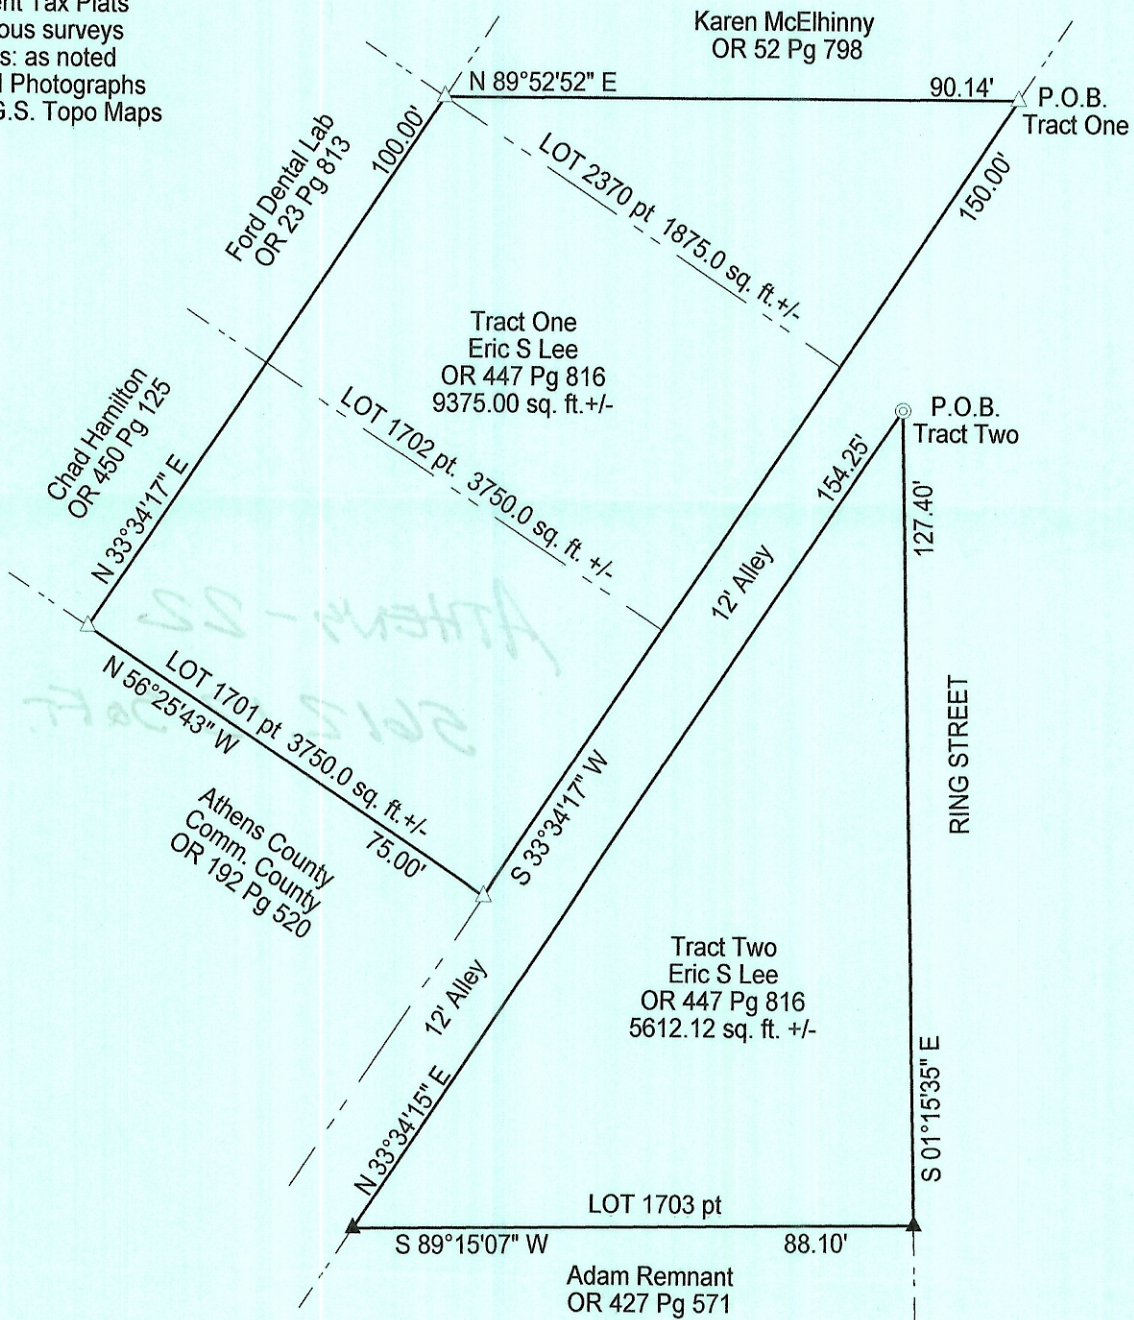 ent Tax Plats
ous surveys
s: as noted
l Photographs
G.S. Topo Maps
Karen McElhinny
OR 52 Pg 798
N 89°52'52" E
90.14'
P.O.B.
Tract One
Ford Dental Lab
OR 23 Pg 813
100.00'
150.00'
LOT 2370 pt 1875.0 sq. ft.+/-
Tract One
Eric S Lee
OR 447 Pg 816
9375.00 sq. ft.+/-
Chad Hamilton
OR 450 Pg 125
N 33°34'17" E
LOT 1702 pt. 3750.0 sq. ft. +/-
P.O.B.
Tract Two
154.25'
127.40'
12' Alley
ATHENS-22
5612 SqFt.
LOT 1701 pt 3750.0 sq. ft.+/-
N 56°25'43" W
75.00'
Athens County
Comm. County
OR 192 Pg 520
S 33°34'17" W
RING STREET
12' Alley
Tract Two
Eric S Lee
OR 447 Pg 816
5612.12 sq. ft. +/-
N 33°34'15" E
S 01°15'35" E
LOT 1703 pt
S 89°15'07" W
88.10'
Adam Remnant
OR 427 Pg 571